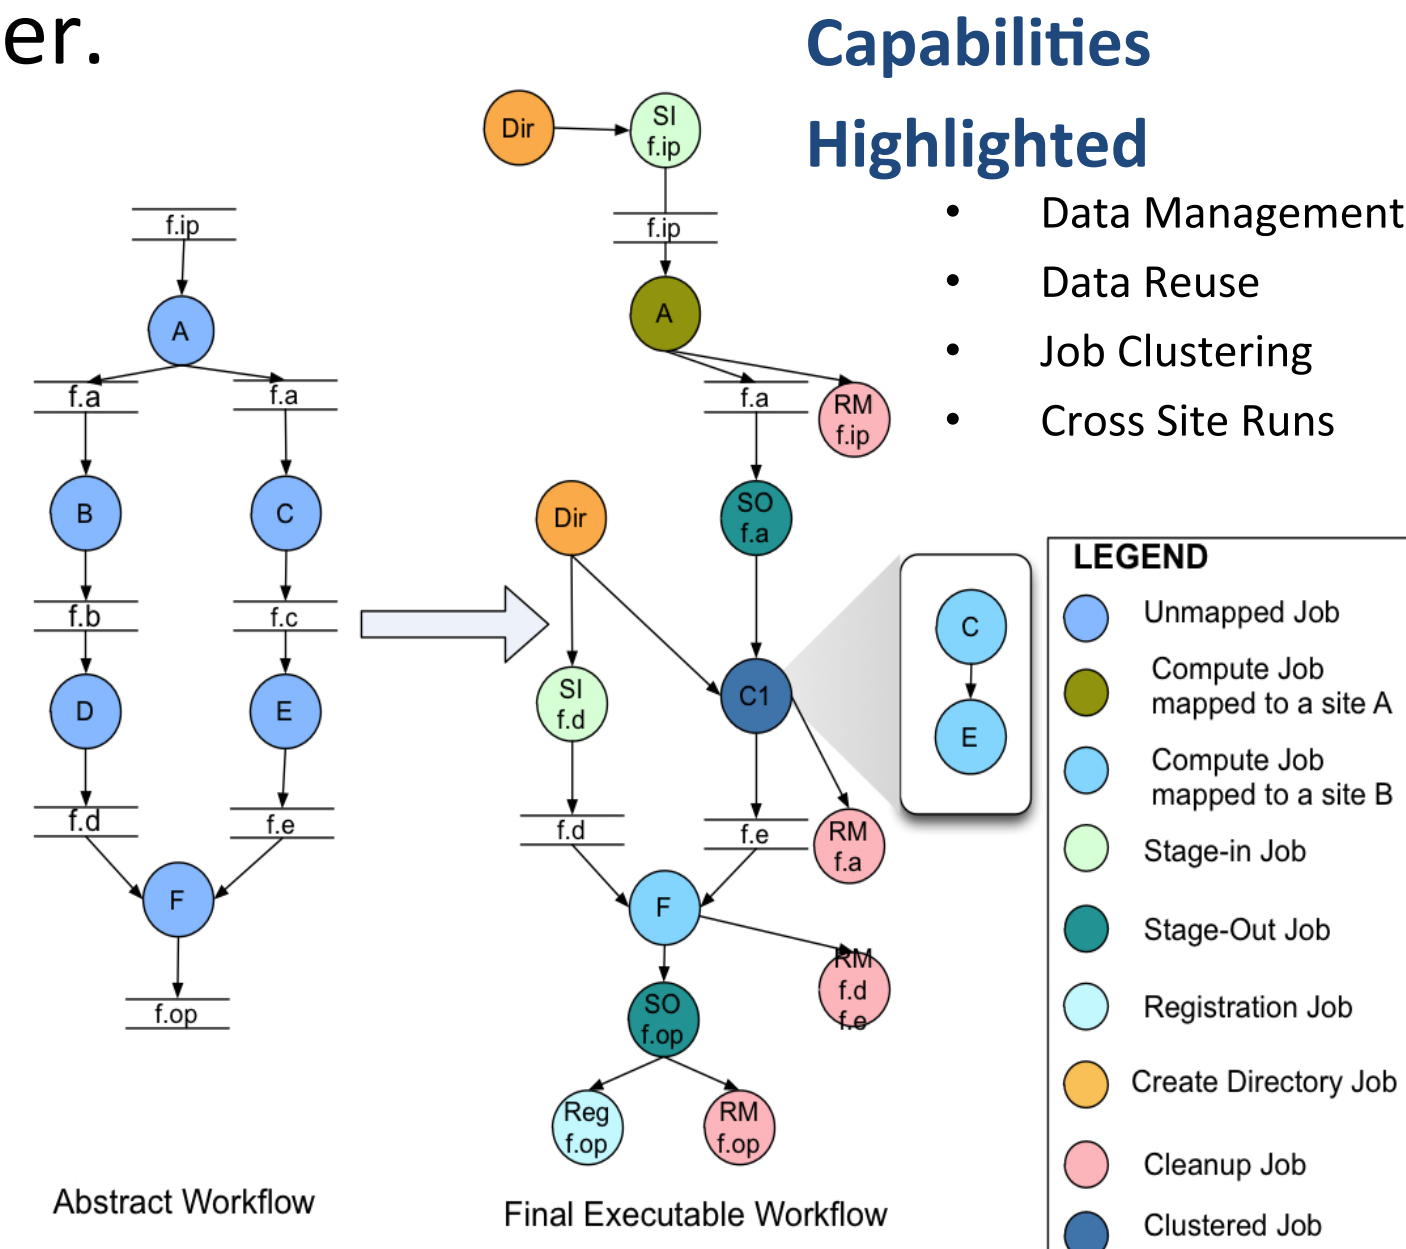 er.
Capabilities
Highlighted
• Data Management
• Data Reuse
• Job Clustering
• Cross Site Runs
f.ip
A
f.a
f.a
B
C
f.b
f.c
D
E
f.d
f.e
F
f.op
Abstract Workflow
Dir
SI
f.ip
f.ip
A
f.a
RM
f.ip
Dir
SO
f.a
SI
f.d
C1
C
E
f.d
f.e
RM
f.a
F
RM
f.d
f.e
SO
f.op
Reg
f.op
RM
f.op
Final Executable Workflow
LEGEND
Unmapped Job
Compute Job
mapped to a site A
Compute Job
mapped to a site B
Stage-in Job
Stage-Out Job
Registration Job
Create Directory Job
Cleanup Job
Clustered Job